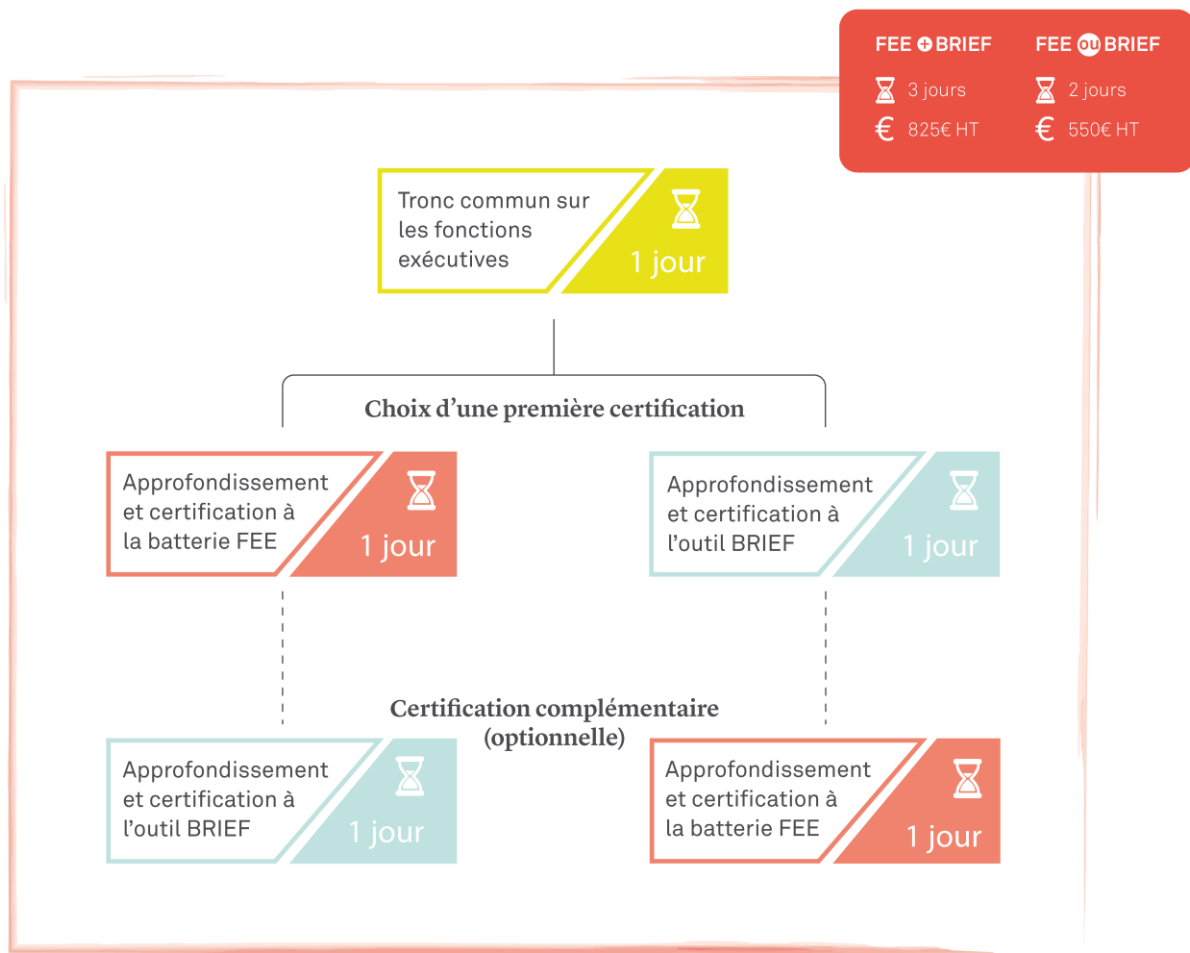 FEE + BRIEF
3 jours
€ 825€ HT
FEE ou BRIEF
2 jours
€ 550€ HT
Tronc commun sur
les fonctions
exécutives
1 jour
Choix d’une première certification
Approfondissement
et certification à
la batterie FEE
1 jour
Approfondissement
et certification à
l’outil BRIEF
1 jour
Certification complémentaire
(optionnelle)
Approfondissement
et certification à
l’outil BRIEF
1 jour
Approfondissement
et certification à
la batterie FEE
1 jour